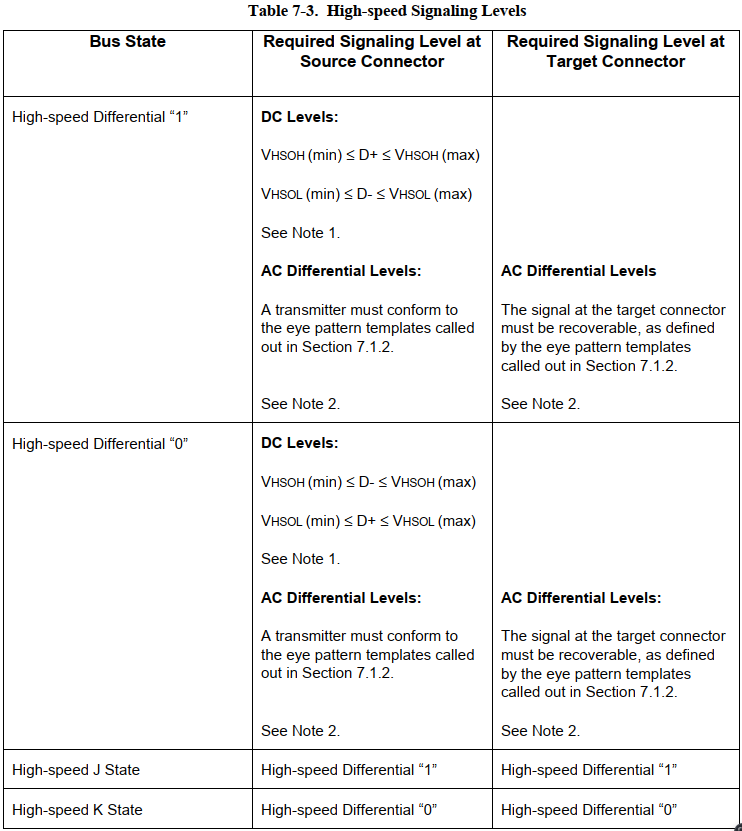 Table 7-3. High-speed Signaling Levels
Bus State
Required Signaling Level at
Source Connector
Required Signaling Level at
Target Connector
High-speed Differential “1”
DC Levels:
VHSOH (min) ≤ D+ ≤ VHSOH (max)
VHSOL (min) ≤ D- ≤ VHSOL (max)
See Note 1.
AC Differential Levels:
A transmitter must conform to
the eye pattern templates called
out in Section 7.1.2.
See Note 2.
AC Differential Levels
The signal at the target connector
must be recoverable, as defined
by the eye pattern templates
called out in Section 7.1.2.
See Note 2.
High-speed Differential “0”
DC Levels:
VHSOH (min) ≤ D- ≤ VHSOH (max)
VHSOL (min) ≤ D+ ≤ VHSOL (max)
See Note 1.
AC Differential Levels:
A transmitter must conform to
the eye pattern templates called
out in Section 7.1.2.
See Note 2.
AC Differential Levels:
The signal at the target connector
must be recoverable, as defined
by the eye pattern templates
called out in Section 7.1.2.
See Note 2.
High-speed J State
High-speed Differential “1”
High-speed Differential “1”
High-speed K State
High-speed Differential “0”
High-speed Differential “0”